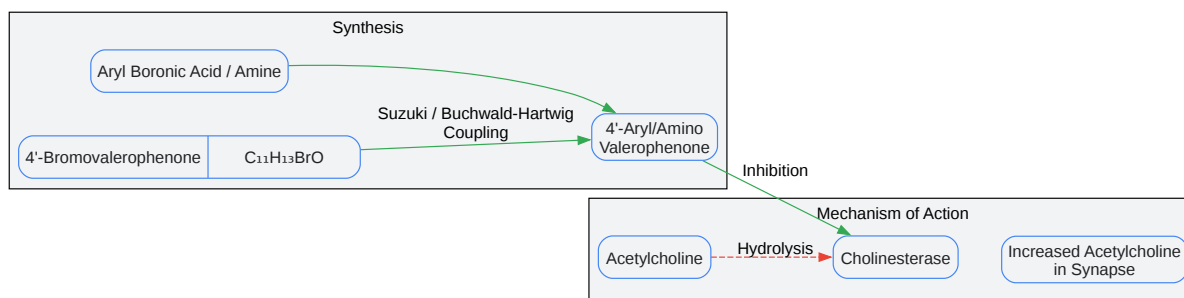 Synthesis
Aryl Boronic Acid / Amine
Suzuki / Buchwald-Hartwig
Coupling
4'-Bromovalerophenone
C₁₁H₁₃BrO
4'-Aryl/Amino
Valerophenone
Inhibition
Mechanism of Action
Acetylcholine
Hydrolysis
Cholinesterase
Increased Acetylcholine
in Synapse